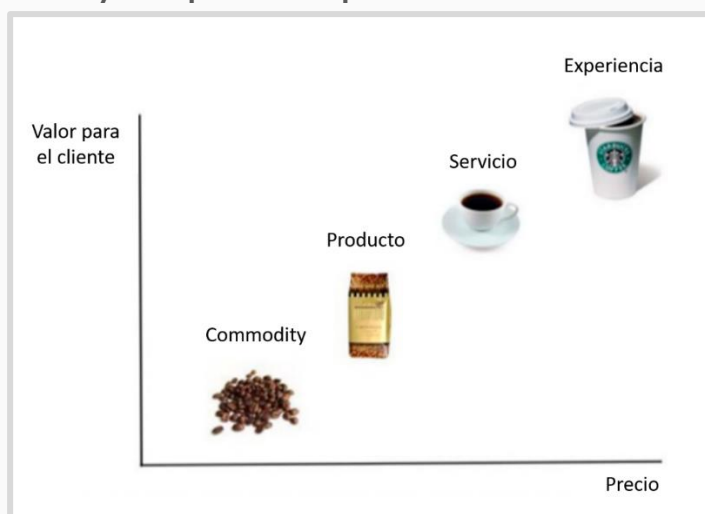 Experiencia
Valor para
el cliente
Servicio
Producto
Commodity
Precio